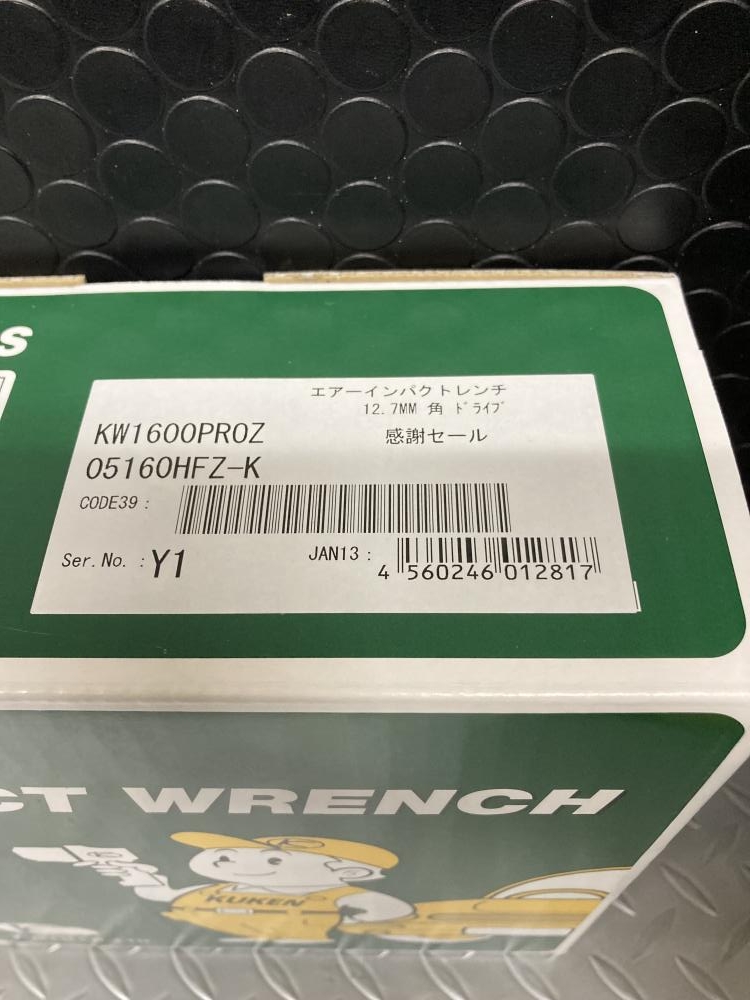 S
エアーインパクトレンチ
12.7MM 角 ﾄﾞﾗｲﾌﾞ
KW1600PROZ
感謝セール
05160HFZ-K
CODE39 :
Ser.No. : Y1
JAN13 :
4 560246 012817
CT WRENCH
KUKEN